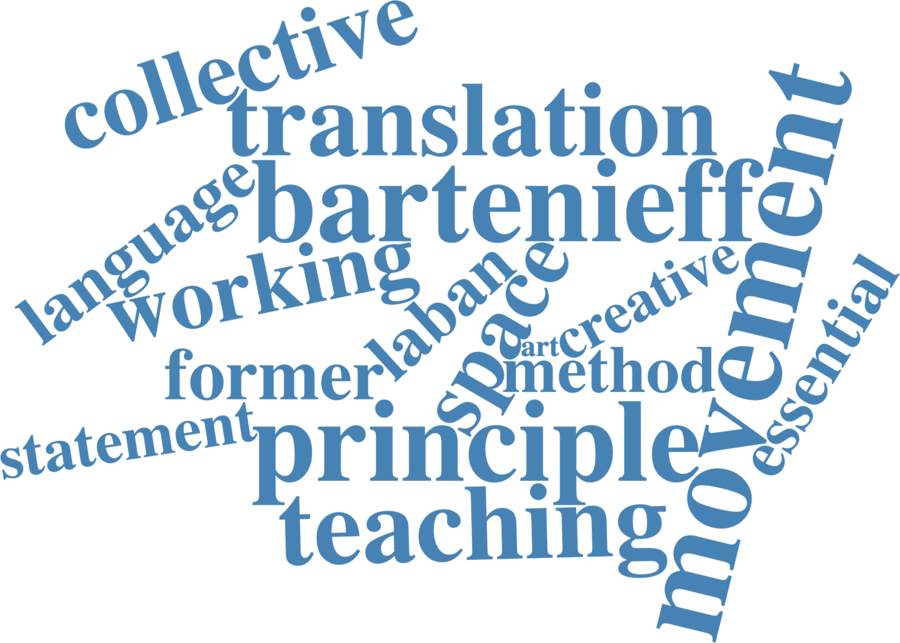 collective
translation
movement
bartenieff
language
working
laban
space
creative
art
essential
former
method
statement
principle
teaching